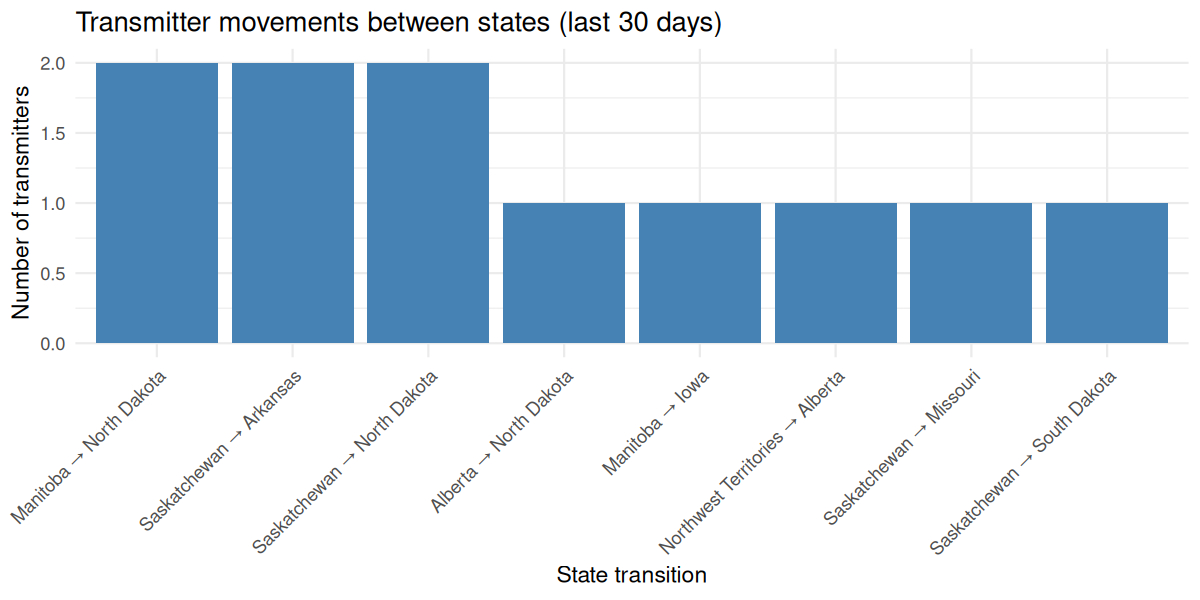 Transmitter movements between states (last 30 days)
Number of transmitters
2.0
1.5
1.0
0.5
0.0
Manitoba → North Dakota
Saskatchewan → Arkansas
Saskatchewan → North Dakota
Alberta → North Dakota
Manitoba → Iowa
Northwest Territories → Alberta
Saskatchewan → Missouri
Saskatchewan → South Dakota
State transition